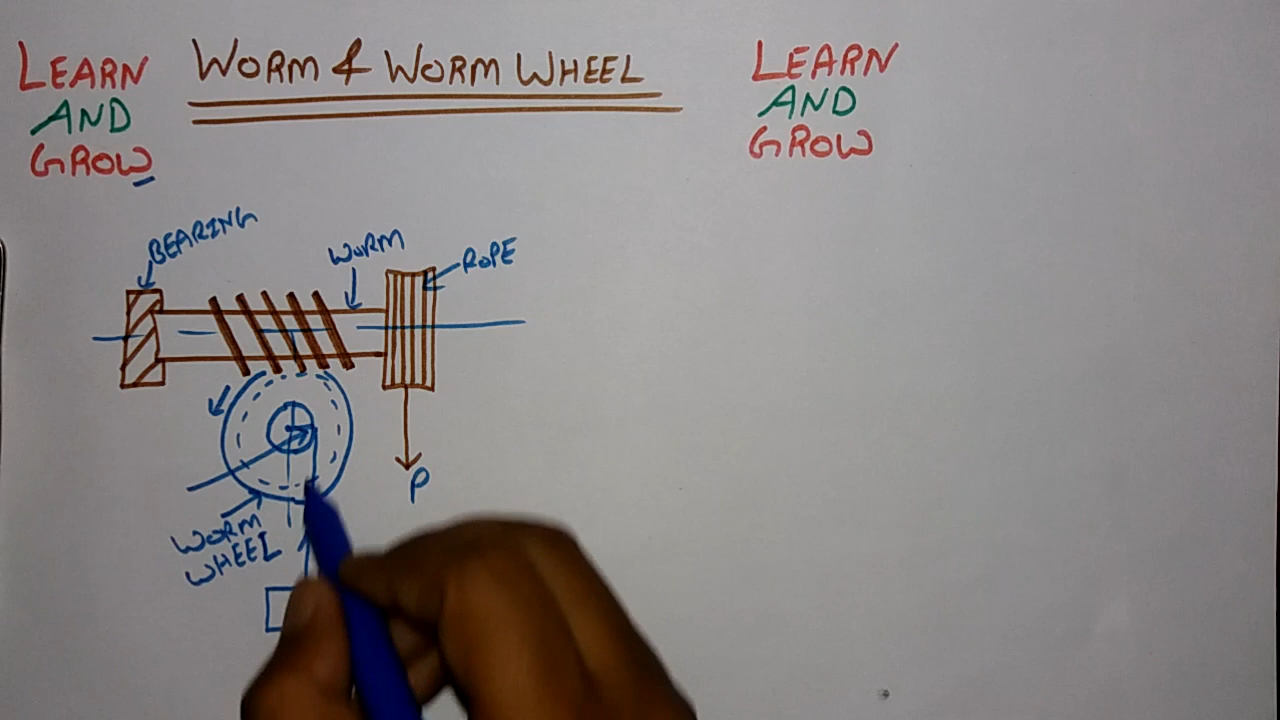 LEARN
AND
GROW
WORM & WORM WHEEL
LEARN
AND
GROW
BEARING
WORM
ROPE
P
WORM
WHEEL